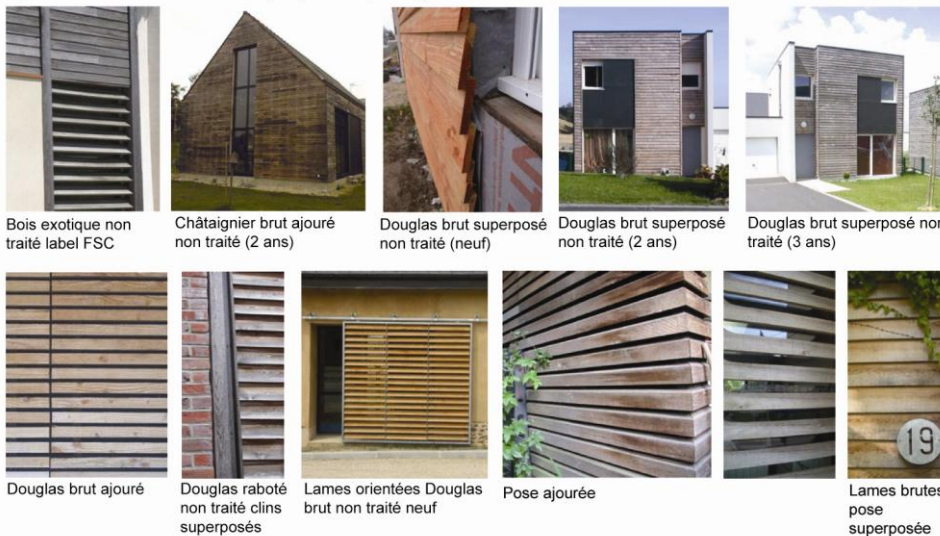 Bois exotique non
traité label FSC
Châtaignier brut ajouré
non traité (2 ans)
Douglas brut superposé
non traité (neuf)
Douglas brut superposé
non traité (2 ans)
Douglas brut superposé non
traité (3 ans)
Douglas brut ajouré
Douglas raboté
non traité clins
superposés
Lames orientées Douglas
brut non traité neuf
Pose ajourée
19
Lames brutes
pose
superposée